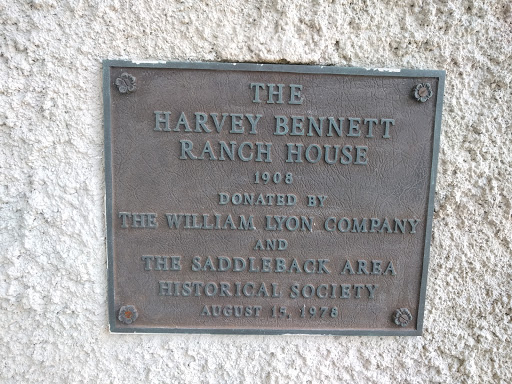 THE
HARVEY BENNETT
RANCH HOUSE
1908
DONATED BY
THE WILLIAM LYON COMPANY
AND
THE SADDLEBACK AREA
HISTORICAL SOCIETY
AUGUST 15, 1978